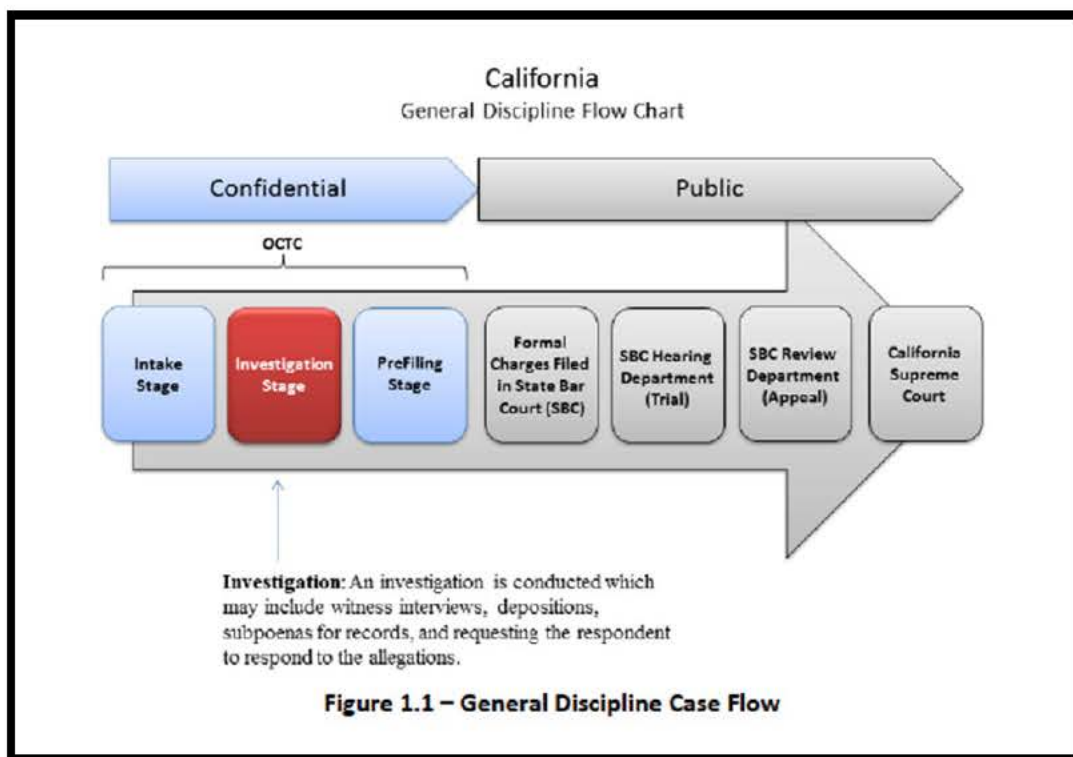 California
General Discipline Flow Chart
Confidential
Public
OCTC
Intake
Stage
Investigation
Stage
PreFiling
Stage
Formal
Charges Filed
in State Bar
Court (SBC)
SBC Hearing
Department
(Trial)
SBC Review
Department
(Appeal)
California
Supreme
Court
Investigation: An investigation is conducted which
may include witness interviews, depositions,
subpoenas for records, and requesting the respondent
to respond to the allegations.
Figure 1.1 – General Discipline Case Flow